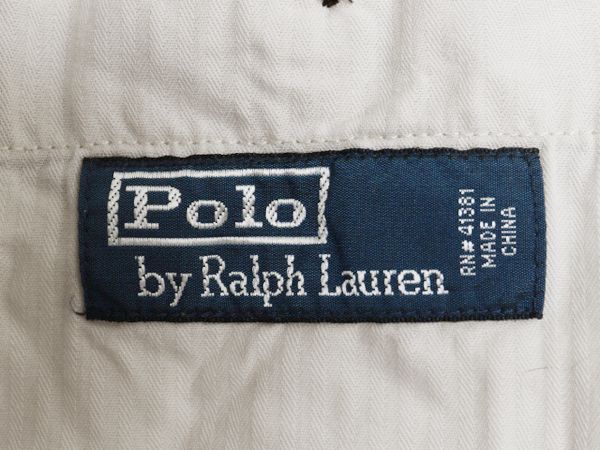 Polo
by Ralph Lauren
RN# 41381
MADE IN
CHINA